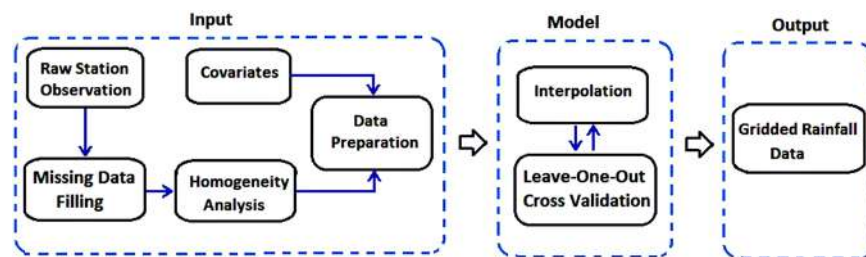 Input
Model
Output
Raw Station
Observation
Covariates
Data
Preparation
Missing Data
Filling
Homogeneity
Analysis
Interpolation
Leave-One-Out
Cross Validation
Gridded Rainfall
Data